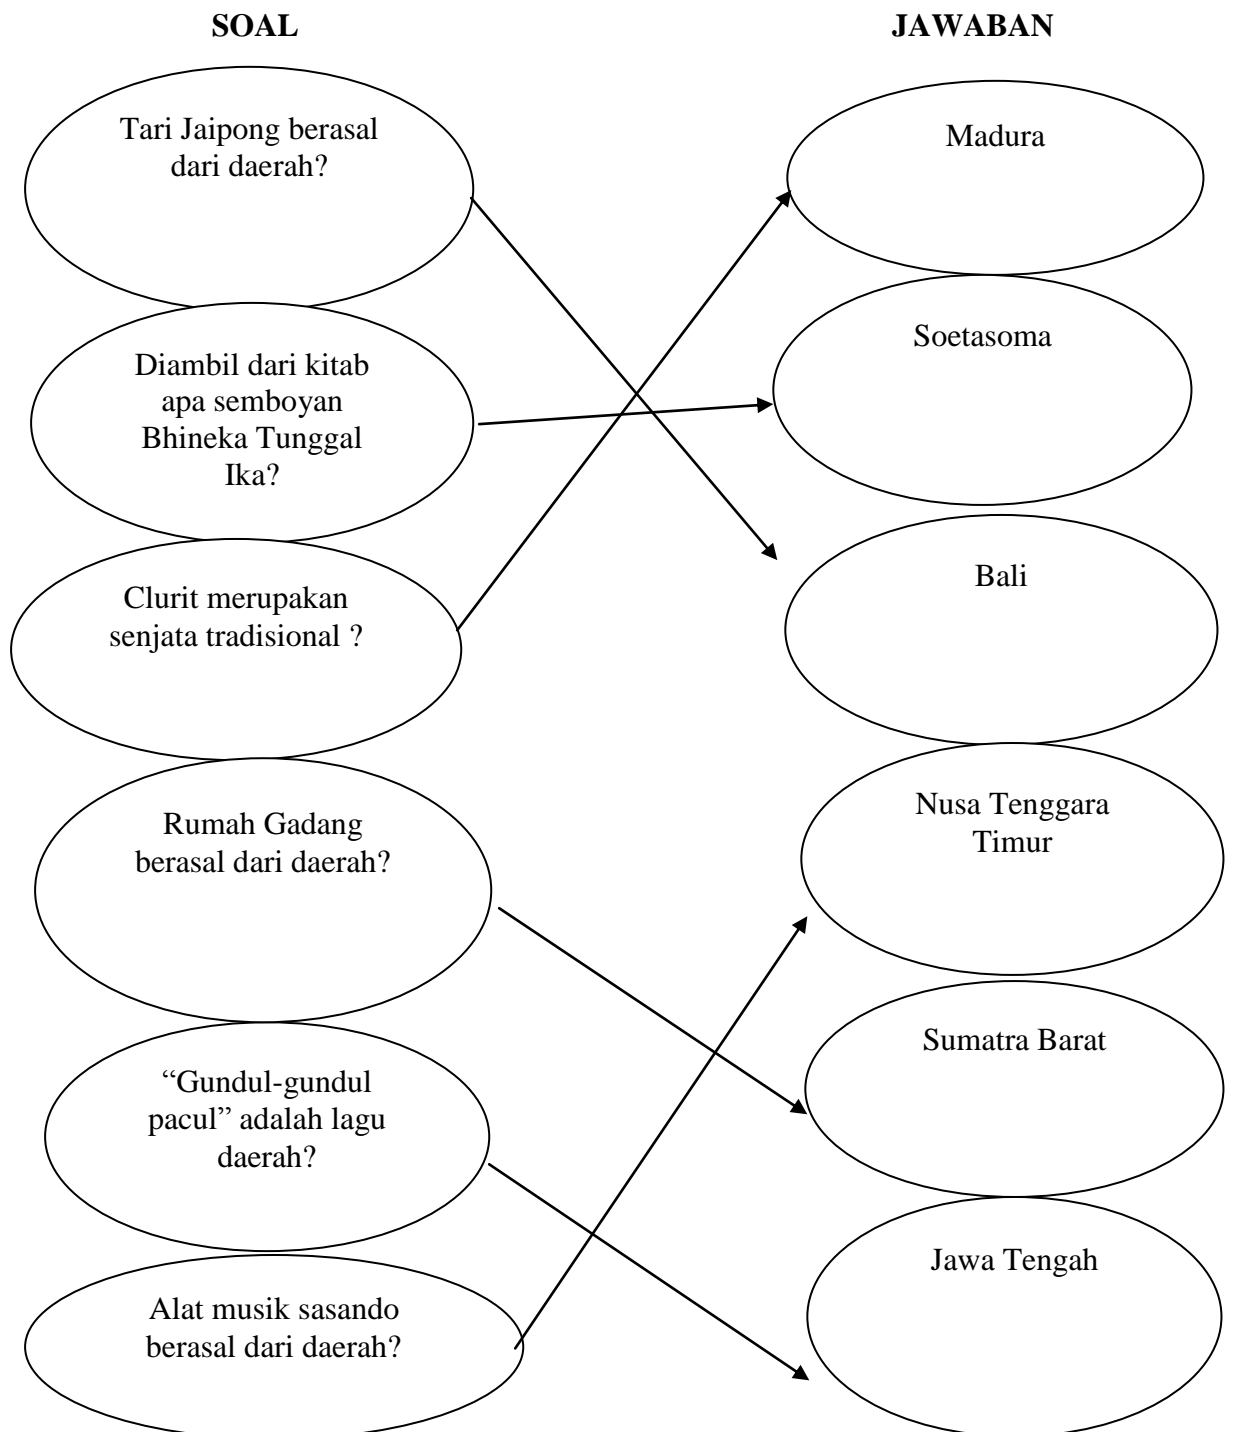 SOAL
JAWABAN
Tari Jaipong berasal
dari daerah?
Diambil dari kitab
apa semboyan
Bhineka Tunggal
Ika?
Clurit merupakan
senjata tradisional ?
Rumah Gadang
berasal dari daerah?
“Gundul-gundul
pacul” adalah lagu
daerah?
Alat musik sasando
berasal dari daerah?
Madura
Soetasoma
Bali
Nusa Tenggara
Timur
Sumatra Barat
Jawa Tengah